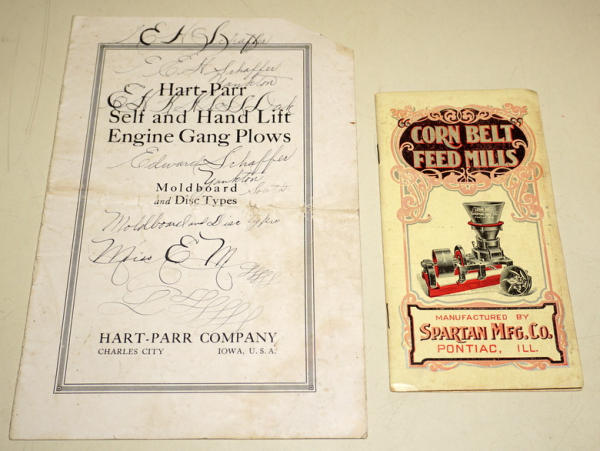 E K Schaffer
E K Schaffer
Yankton
Hart-Parr
Self and Hand Lift
Engine Gang Plows
Edward Schaffer
Yankton
Moldboard
and Disc Types
Moldboard and Disc
Miss E M
HART-PARR COMPANY
CHARLES CITY IOWA, U.S.A.
CORN BELT
FEED MILLS
MANUFACTURED BY
SPARTAN MFG. CO.
PONTIAC, ILL.